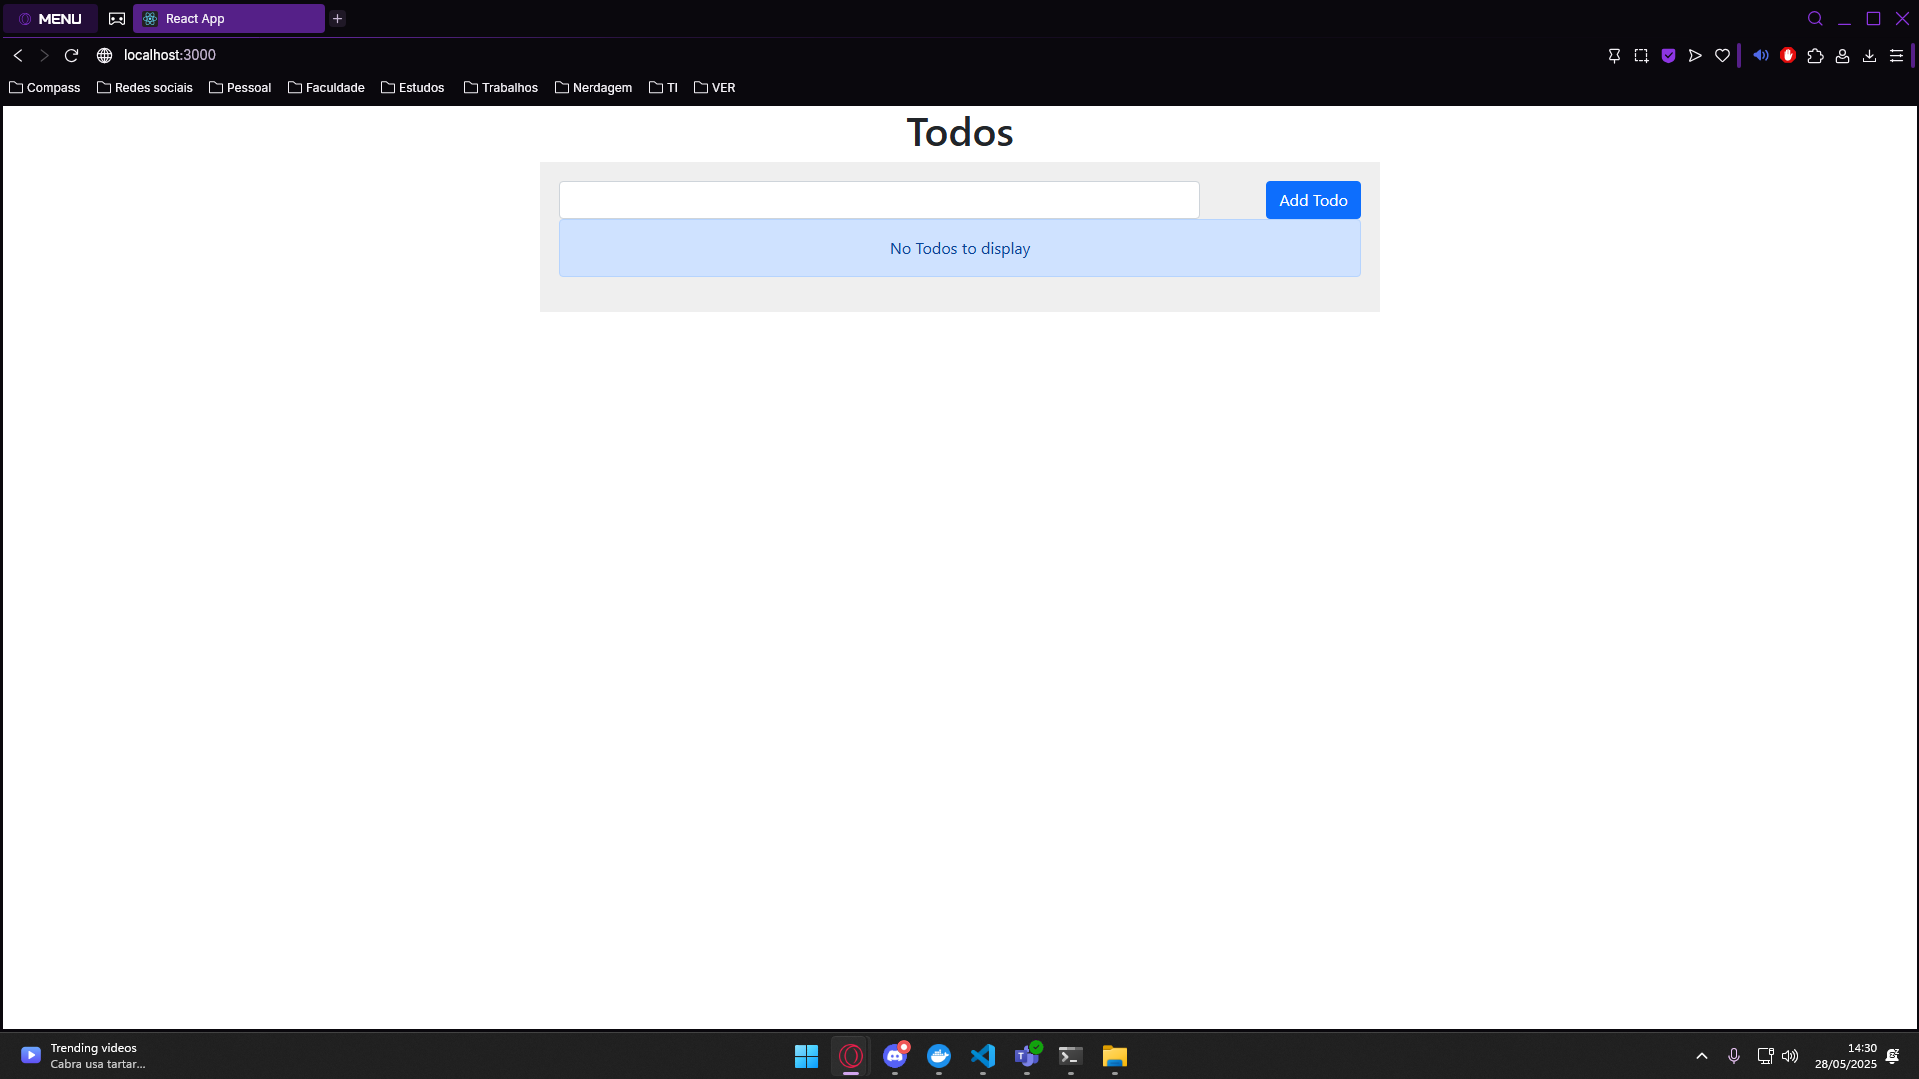 MENU
React App
localhost:3000
Compass Redes sociais Pessoal Faculdade Estudos Trabalhos Nerdagem TI VER
Todos
Add Todo
No Todos to display
Trending videos
Cabra usa tartar...
14:30
28/05/2025